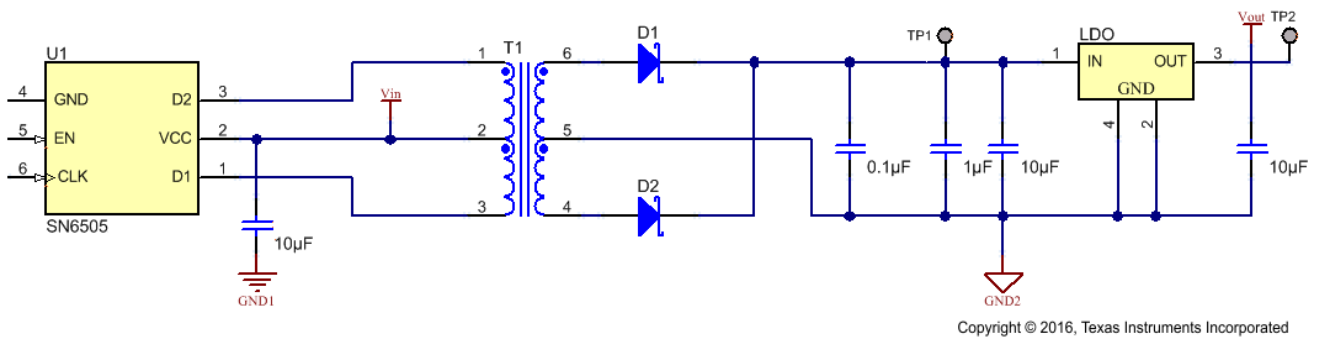 U1
SN6505
4 GND
5 EN
6 CLK
D2 3
VCC 2
D1 1
10µF
GND1
Vin
T1
1
2
3
6
5
4
D1
D2
TP1
0.1µF
1µF
10µF
GND2
LDO
1 IN
OUT 3
GND
4
2
Vout
TP2
10µF
Copyright © 2016, Texas Instruments Incorporated